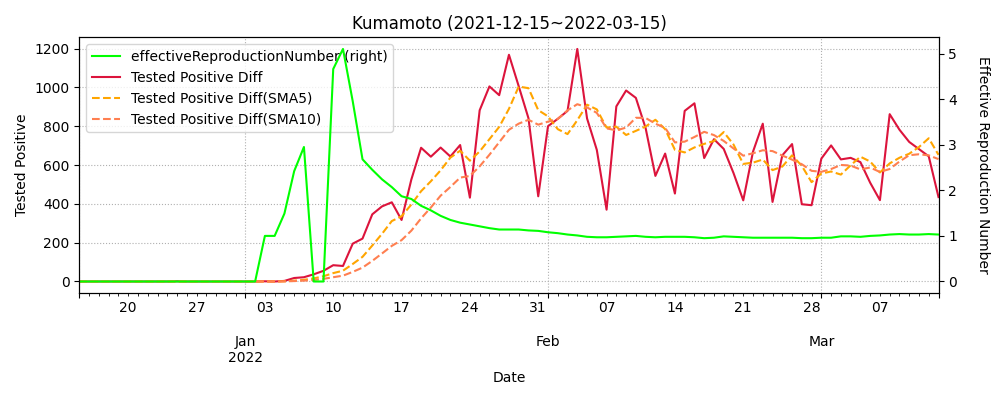 Kumamoto (2021-12-15~2022-03-15)
effectiveReproductionNumber (right)
Tested Positive Diff
Tested Positive Diff(SMA5)
Tested Positive Diff(SMA10)
Tested Positive
1200
1000
800
600
400
200
0
Effective Reproduction Number
5
4
3
2
1
0
20 27 03 10 17 24 31 07 14 21 28 07
Jan Feb Mar
2022
Date